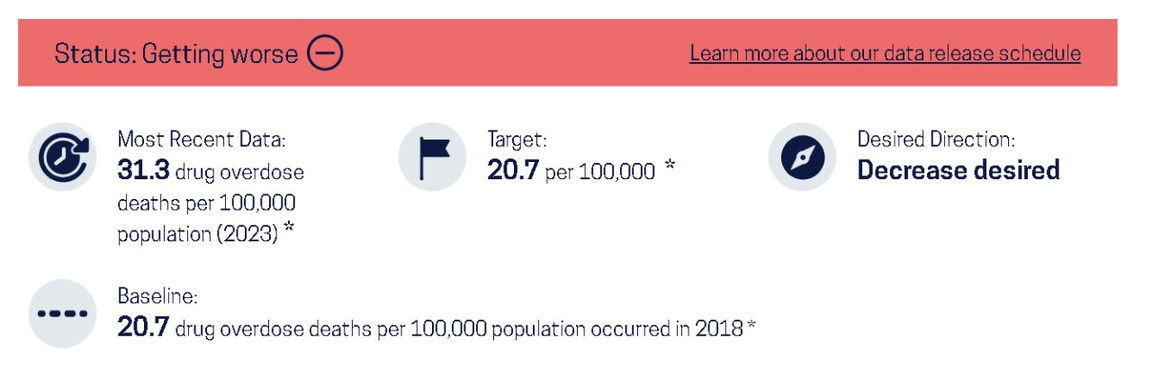 Status: Getting worse
Learn more about our data release schedule
Most Recent Data:
31.3 drug overdose
deaths per 100,000
population (2023) *
Target:
20.7 per 100,000 *
Desired Direction:
Decrease desired
Baseline:
20.7 drug overdose deaths per 100,000 population occurred in 2018 *